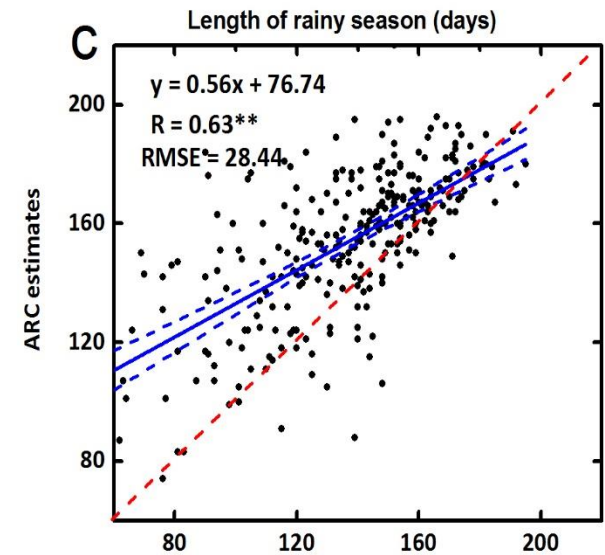 Length of rainy season (days)
C
y = 0.56x + 76.74
R = 0.63**
RMSE = 28.44
ARC estimates
200
160
120
80
80
120
160
200